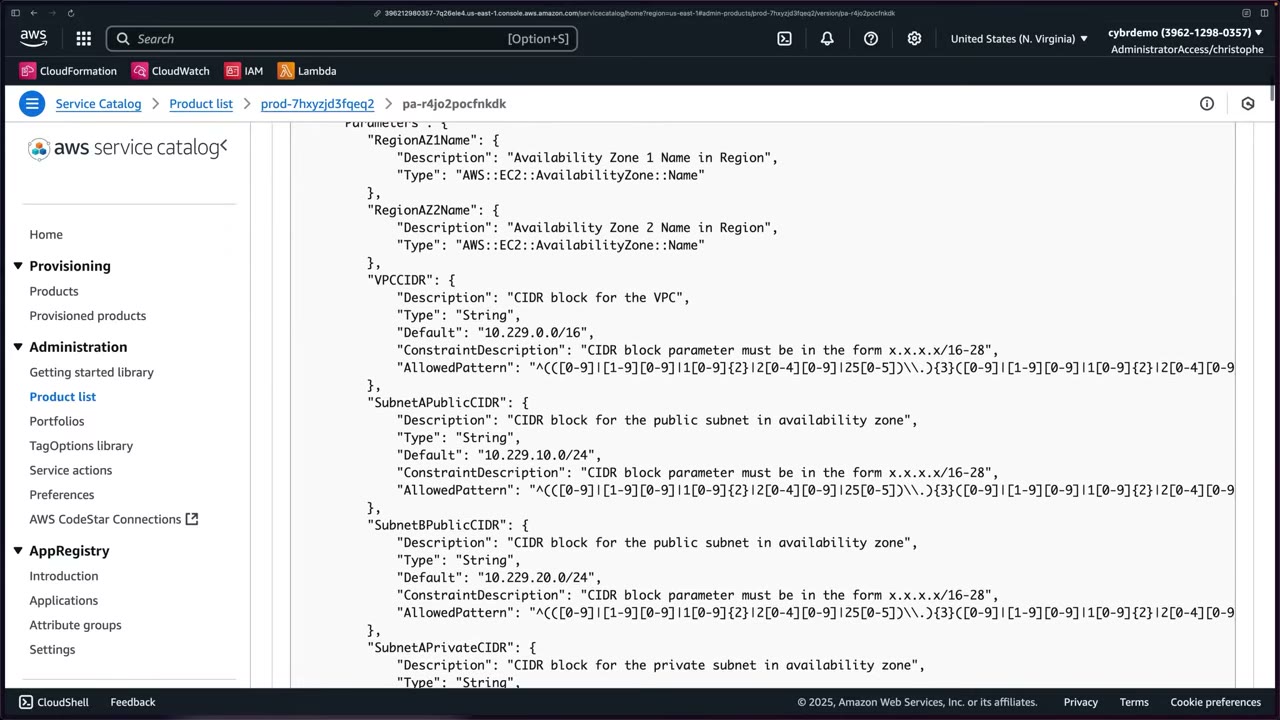 396212980357-7q26ele4.us-east-1.console.aws.amazon.com/servicecatalog/home?region=us-east-1#admin-products/prod-7hxyzjd3fqeq2/version/pa-r4jo2pocfnkdk
aws
Search
[Option+S]
United States (N. Virginia)
cybrdemo (3962-1298-0357)
AdministratorAccess/christophe
CloudFormation
CloudWatch
IAM
Lambda
Service Catalog
Product list
prod-7hxyzjd3fqeq2
pa-r4jo2pocfnkdk
aws service catalog
Home
Provisioning
Products
Provisioned products
Administration
Getting started library
Product list
Portfolios
TagOptions library
Service actions
Preferences
AWS CodeStar Connections
AppRegistry
Introduction
Applications
Attribute groups
Settings
"Parameters": {
"RegionAZ1Name": {
"Description": "Availability Zone 1 Name in Region",
"Type": "AWS::EC2::AvailabilityZone::Name"
},
"RegionAZ2Name": {
"Description": "Availability Zone 2 Name in Region",
"Type": "AWS::EC2::AvailabilityZone::Name"
},
"VPCCIDR": {
"Description": "CIDR block for the VPC",
"Type": "String",
"Default": "10.229.0.0/16",
"ConstraintDescription": "CIDR block parameter must be in the form x.x.x.x/16-28",
"AllowedPattern": "^(([0-9]|[1-9][0-9]|1[0-9]{2}|2[0-4][0-9]|25[0-5])\\.){3}([0-9]|[1-9][0-9]|1[0-9]{2}|2[0-4][0-9
},
"SubnetAPublicCIDR": {
"Description": "CIDR block for the public subnet in availability zone",
"Type": "String",
"Default": "10.229.10.0/24",
"ConstraintDescription": "CIDR block parameter must be in the form x.x.x.x/16-28",
"AllowedPattern": "^(([0-9]|[1-9][0-9]|1[0-9]{2}|2[0-4][0-9]|25[0-5])\\.){3}([0-9]|[1-9][0-9]|1[0-9]{2}|2[0-4][0-9
},
"SubnetBPublicCIDR": {
"Description": "CIDR block for the public subnet in availability zone",
"Type": "String",
"Default": "10.229.20.0/24",
"ConstraintDescription": "CIDR block parameter must be in the form x.x.x.x/16-28",
"AllowedPattern": "^(([0-9]|[1-9][0-9]|1[0-9]{2}|2[0-4][0-9]|25[0-5])\\.){3}([0-9]|[1-9][0-9]|1[0-9]{2}|2[0-4][0-9
},
"SubnetAPrivateCIDR": {
"Description": "CIDR block for the private subnet in availability zone",
"Type": "String",
CloudShell
Feedback
© 2025, Amazon Web Services, Inc. or its affiliates.
Privacy
Terms
Cookie preferences